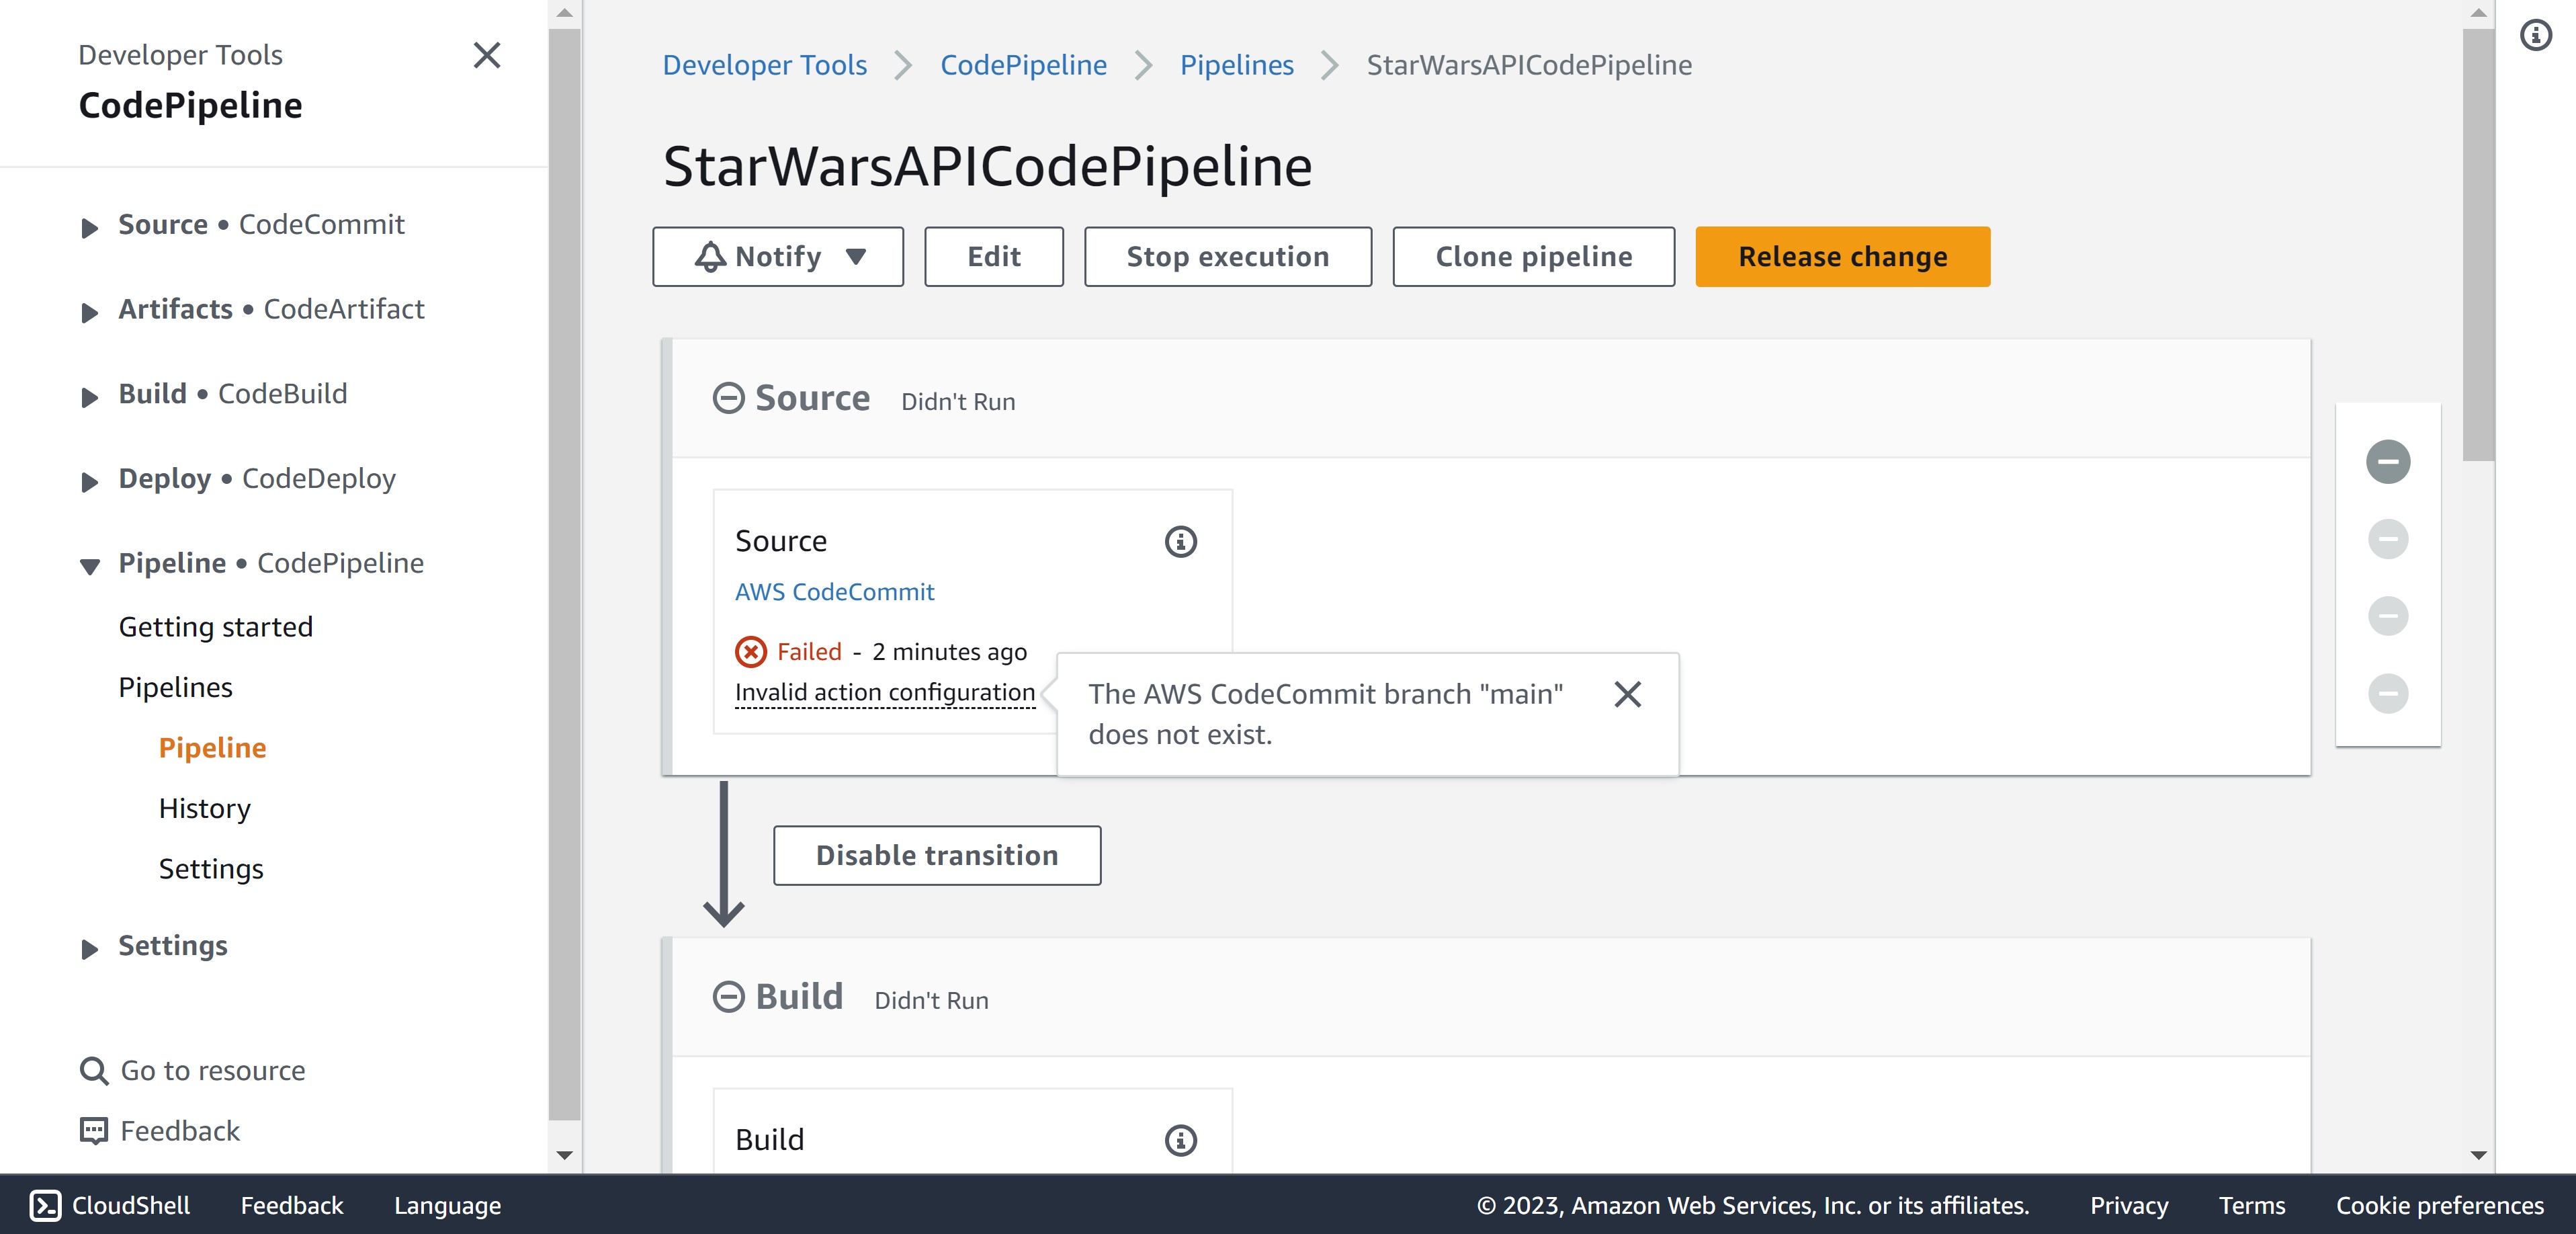 Developer Tools
CodePipeline
Source • CodeCommit
Artifacts • CodeArtifact
Build • CodeBuild
Deploy • CodeDeploy
Pipeline • CodePipeline
Getting started
Pipelines
Pipeline
History
Settings
Settings
Go to resource
Feedback
Developer Tools > CodePipeline > Pipelines > StarWarsAPICodePipeline
StarWarsAPICodePipeline
Notify Edit Stop execution Clone pipeline Release change
Source Didn't Run
Source
AWS CodeCommit
Failed - 2 minutes ago
Invalid action configuration
The AWS CodeCommit branch "main"
does not exist.
Disable transition
Build Didn't Run
Build
CloudShell Feedback Language © 2023, Amazon Web Services, Inc. or its affiliates. Privacy Terms Cookie preferences